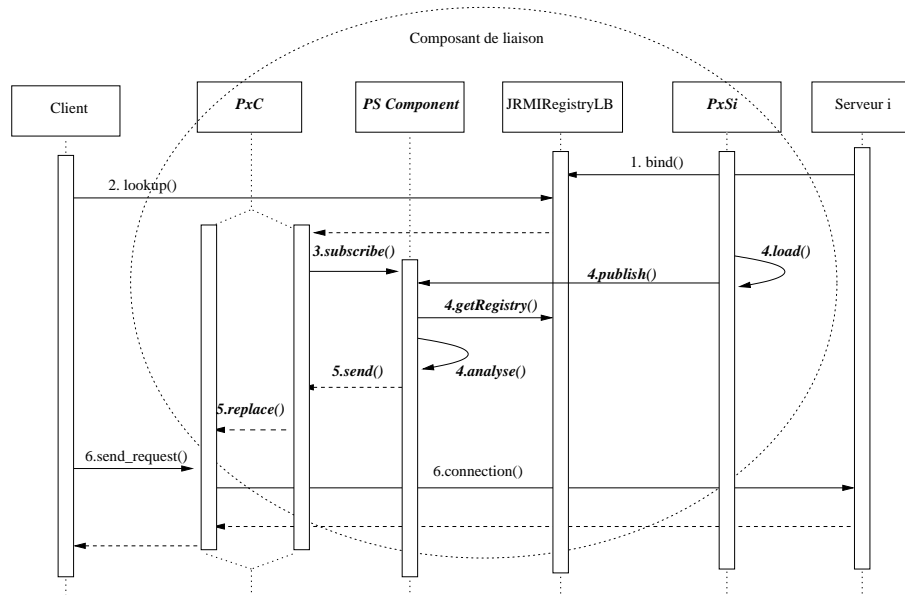 Composant de liaison
Client
PxC
PS Component
JRMIRegistryLB
PxSi
Serveur i
1. bind()
2. lookup()
3.subscribe()
4.load()
4.publish()
4.getRegistry()
4.analyse()
5.send()
5.replace()
6.send_request()
6.connection()